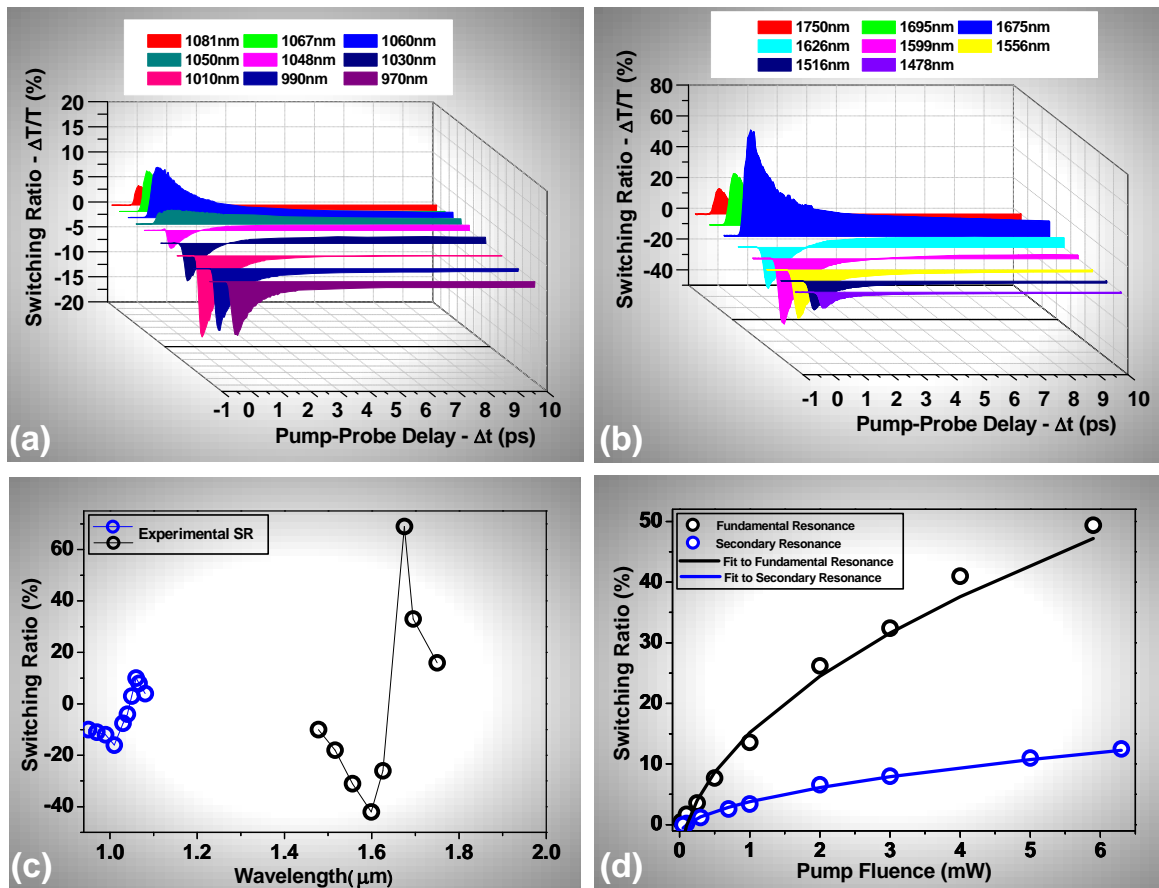 1081nm 1067nm 1060nm
1050nm 1048nm 1030nm
1010nm 990nm 970nm
Switching Ratio - ΔT/T (%)
20
15
10
5
0
-5
-10
-15
-20
-1 0 1 2 3 4 5 6 7 8 9 10
Pump-Probe Delay - Δt (ps)
(a)
1750nm 1695nm 1675nm
1626nm 1599nm 1556nm
1516nm 1478nm
Switching Ratio - ΔT/T (%)
80
60
40
20
0
-20
-40
-1 0 1 2 3 4 5 6 7 8 9 10
Pump-Probe Delay - Δt (ps)
(b)
Experimental SR
Switching Ratio (%)
60
40
20
0
-20
-40
1.0 1.2 1.4 1.6 1.8 2.0
Wavelength(μm)
(c)
Fundamental Resonance
Secondary Resonance
Fit to Fundamental Resonance
Fit to Secondary Resonance
Switching Ratio (%)
50
40
30
20
10
0
0 1 2 3 4 5 6
Pump Fluence (mW)
(d)